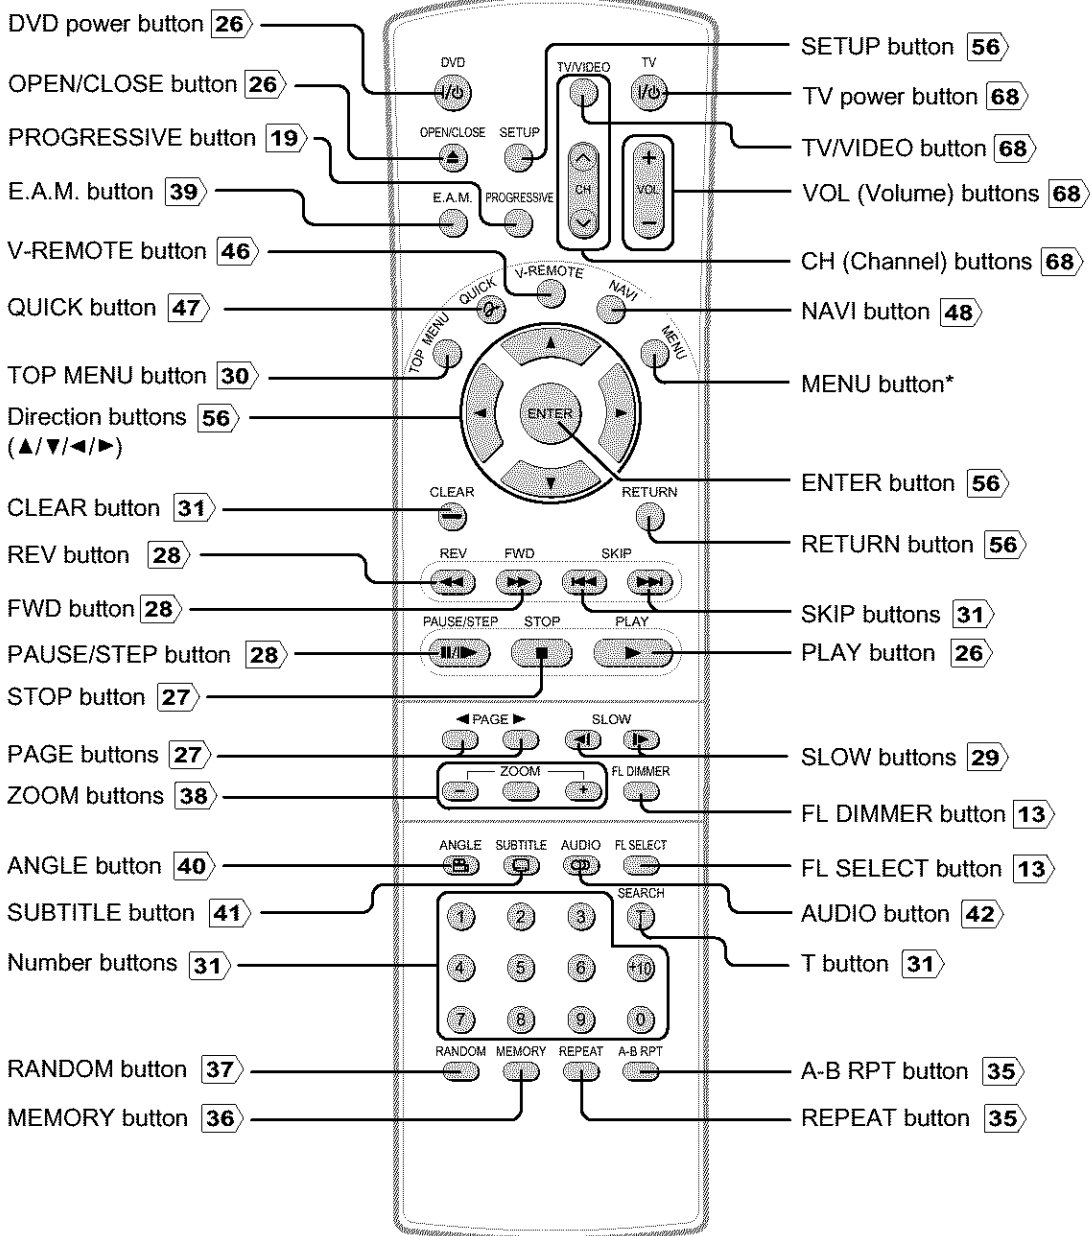 DVD power button 26
OPEN/CLOSE button 26
PROGRESSIVE button 19
E.A.M. button 39
V-REMOTE button 46
QUICK button 47
TOP MENU button 30
Direction buttons 56
(▲/▼/◄/►)
CLEAR button 31
REV button 28
FWD button 28
PAUSE/STEP button 28
STOP button 27
PAGE buttons 27
ZOOM buttons 38
ANGLE button 40
SUBTITLE button 41
Number buttons 31
RANDOM button 37
MEMORY button 36
DVD TV/VIDEO TV
I/⏻ I/⏻
OPEN/CLOSE SETUP
CH VOL
+
−
E.A.M. PROGRESSIVE
V-REMOTE
QUICK NAVI
TOP MENU MENU
▲
◄ ENTER ►
▼
CLEAR RETURN
REV FWD SKIP
PAUSE/STEP STOP PLAY
◄ PAGE ► SLOW
ZOOM FL DIMMER
− +
ANGLE SUBTITLE AUDIO FL SELECT
SEARCH
1 2 3 T
4 5 6 +10
7 8 9 0
RANDOM MEMORY REPEAT A-B RPT
SETUP button 56
TV power button 68
TV/VIDEO button 68
VOL (Volume) buttons 68
CH (Channel) buttons 68
NAVI button 48
MENU button*
ENTER button 56
RETURN button 56
SKIP buttons 31
PLAY button 26
SLOW buttons 29
FL DIMMER button 13
FL SELECT button 13
AUDIO button 42
T button 31
A-B RPT button 35
REPEAT button 35